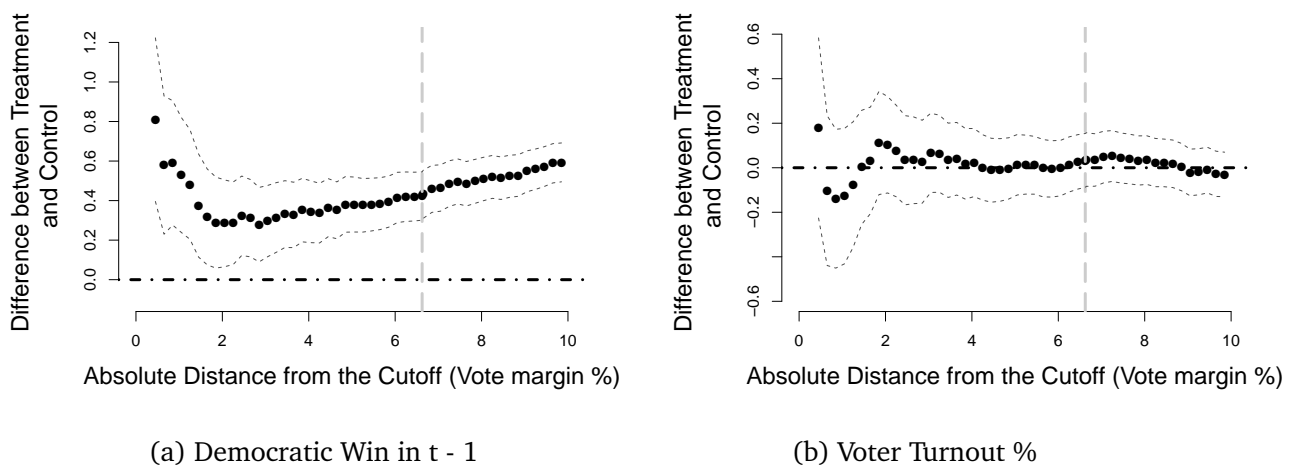 Difference between Treatment
and Control
0.0 0.2 0.4 0.6 0.8 1.0 1.2
0 2 4 6 8 10
Absolute Distance from the Cutoff (Vote margin %)
(a) Democratic Win in t - 1
Difference between Treatment
and Control
−0.6 −0.2 0.0 0.2 0.4 0.6
0 2 4 6 8 10
Absolute Distance from the Cutoff (Vote margin %)
(b) Voter Turnout %